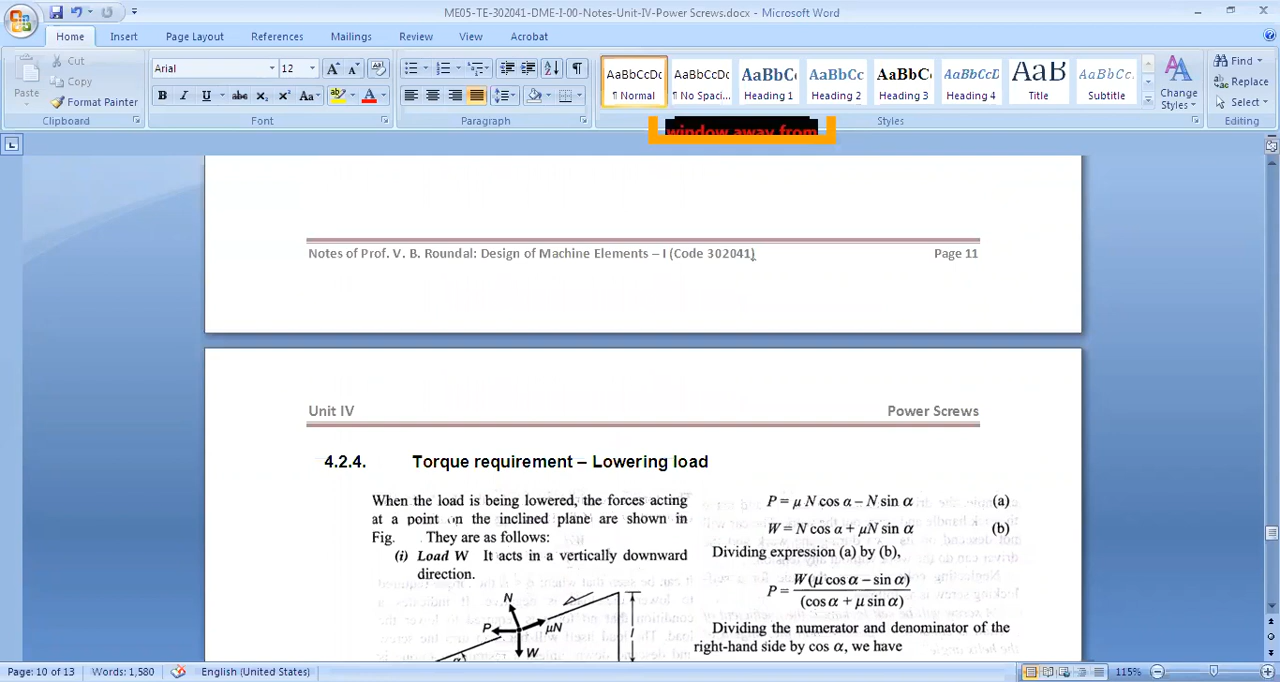 ME05-TE-302041-DME-I-00-Notes-Unit-IV-Power Screws.docx - Microsoft Word
Home Insert Page Layout References Mailings Review View Acrobat
Paste
Cut
Copy
Format Painter
Clipboard
Arial 12
B I U abc X₂ X² Aa A
Font
Paragraph
AaBbCcDc AaBbCcDc AaBbC AaBbCc AaBbC AaBbCcD AaB AaBbCc.
¶ Normal ¶ No Spaci... Heading 1 Heading 2 Heading 3 Heading 4 Title Subtitle
Change Styles
Styles
Find
Replace
Select
Editing
window away from
Notes of Prof. V. B. Roundal: Design of Machine Elements – I (Code 302041) Page 11
Unit IV Power Screws
4.2.4. Torque requirement – Lowering load
When the load is being lowered, the forces acting
at a point on the inclined plane are shown in
Fig. They are as follows:
(i) Load W It acts in a vertically downward
direction.
N
P μN
W
α
P = μ N cos α – N sin α (a)
W = N cos α + μN sin α (b)
Dividing expression (a) by (b),
P = W(μ cos α – sin α) / (cos α + μ sin α)
Dividing the numerator and denominator of the
right-hand side by cos α, we have
Page: 10 of 13 Words: 1,580 English (United States) 115%